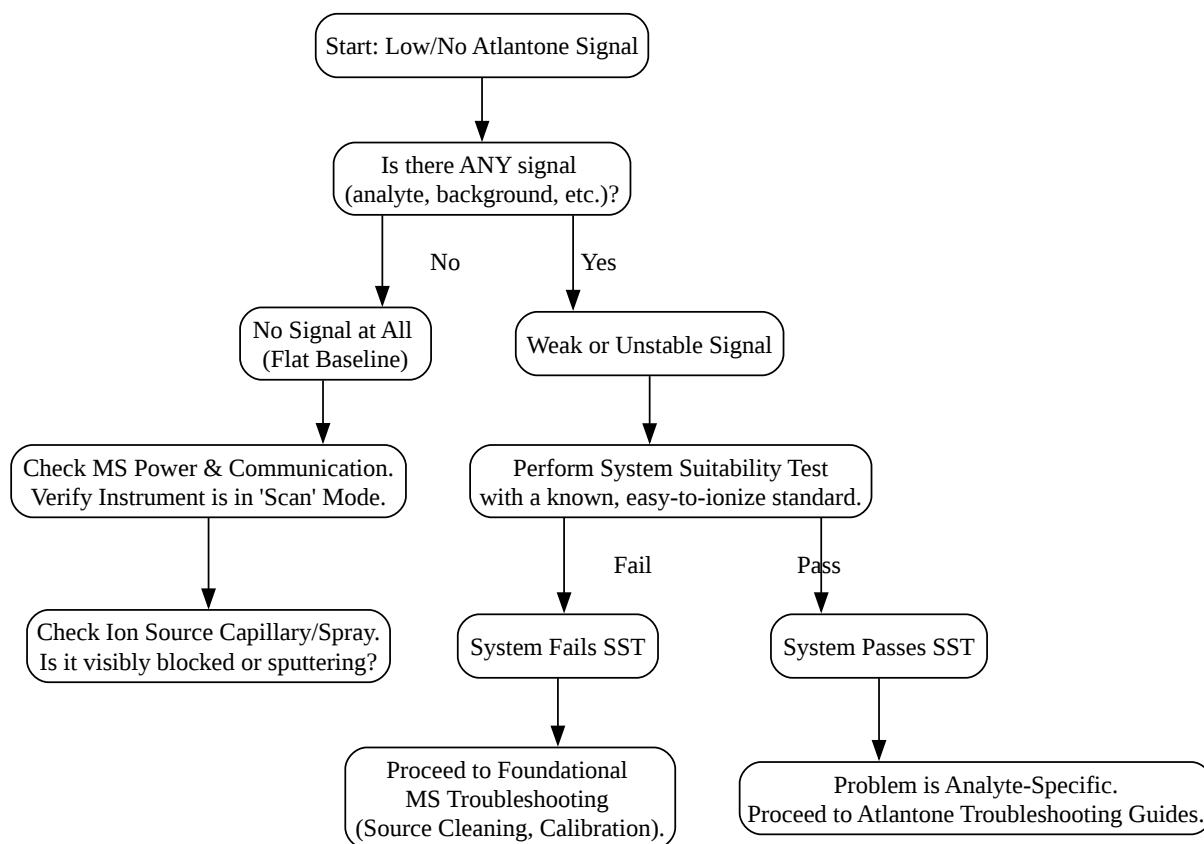 Start: Low/No Atlantone Signal
Is there ANY signal
(analyte, background, etc.)?
No
Yes
No Signal at All
(Flat Baseline)
Weak or Unstable Signal
Check MS Power & Communication.
Verify Instrument is in 'Scan' Mode.
Perform System Suitability Test
with a known, easy-to-ionize standard.
Fail
Pass
Check Ion Source Capillary/Spray.
Is it visibly blocked or sputtering?
System Fails SST
System Passes SST
Proceed to Foundational
MS Troubleshooting
(Source Cleaning, Calibration).
Problem is Analyte-Specific.
Proceed to Atlantone Troubleshooting Guides.